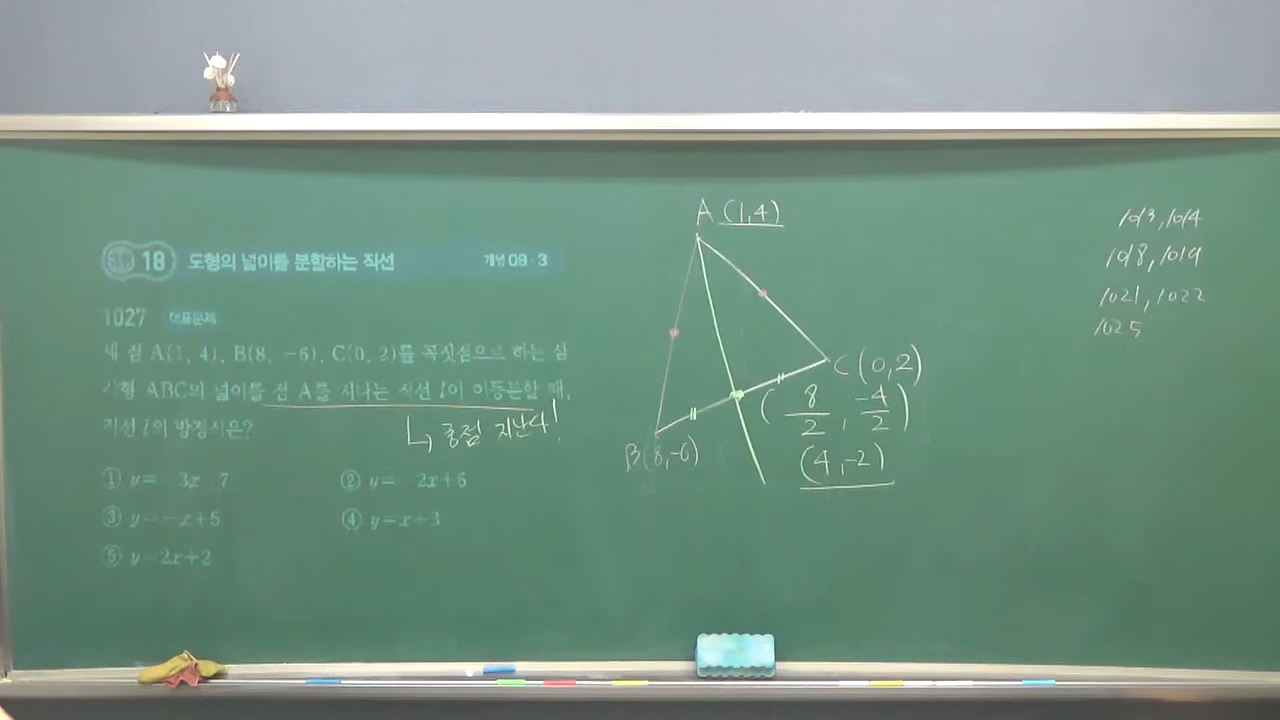 18 도형의 넓이를 분할하는 직선 개념 09-3
1027 대표문제
세 점 A(1, 4), B(8, -6), C(0, 2)를 꼭짓점으로 하는 삼
각형 ABC의 넓이를 점 A를 지나는 직선 l이 이등분할 때,
직선 l의 방정식은?
↳ 중점 지난다!
① y= 3x 7
② y= 2x+6
③ y=-x+5
④ y=x+3
⑤ y=2x+2
A (1,4)
C (0,2)
B(8,-6)
( 8/2 , -4/2 )
(4,-2)
1013, 1014
1018, 1019
1021, 1022
1025